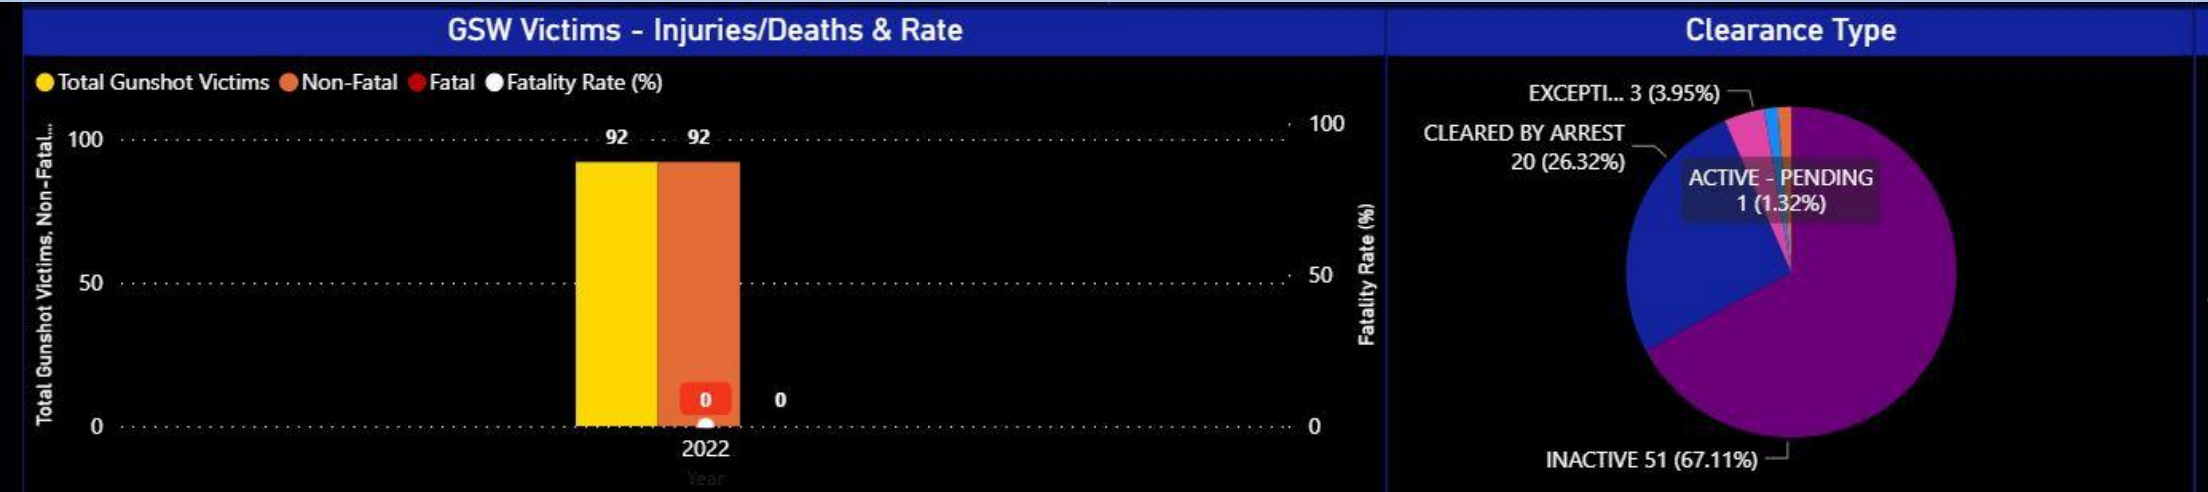 GSW Victims - Injuries/Deaths & Rate
Total Gunshot Victims Non-Fatal Fatal Fatality Rate (%)
Total Gunshot Victims, Non-Fatal...
100
50
0
92 92
0 0
2022
Year
100
50
0
Fatality Rate (%)
Clearance Type
EXCEPTI... 3 (3.95%)
CLEARED BY ARREST
20 (26.32%)
ACTIVE - PENDING
1 (1.32%)
INACTIVE 51 (67.11%)